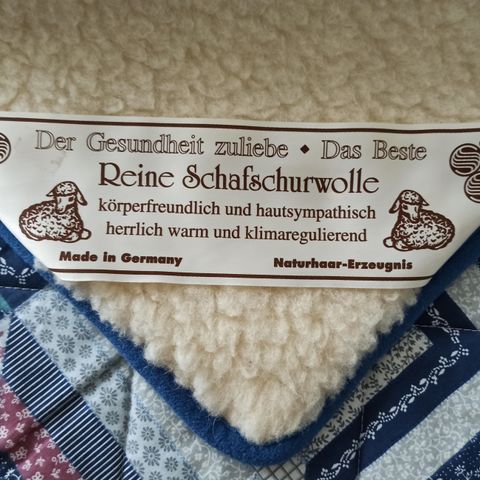 Der Gesundheit zuliebe • Das Beste
Reine Schafschurwolle
körperfreundlich und hautsympathisch
herrlich warm und klimaregulierend
Made in Germany Naturhaar-Erzeugnis